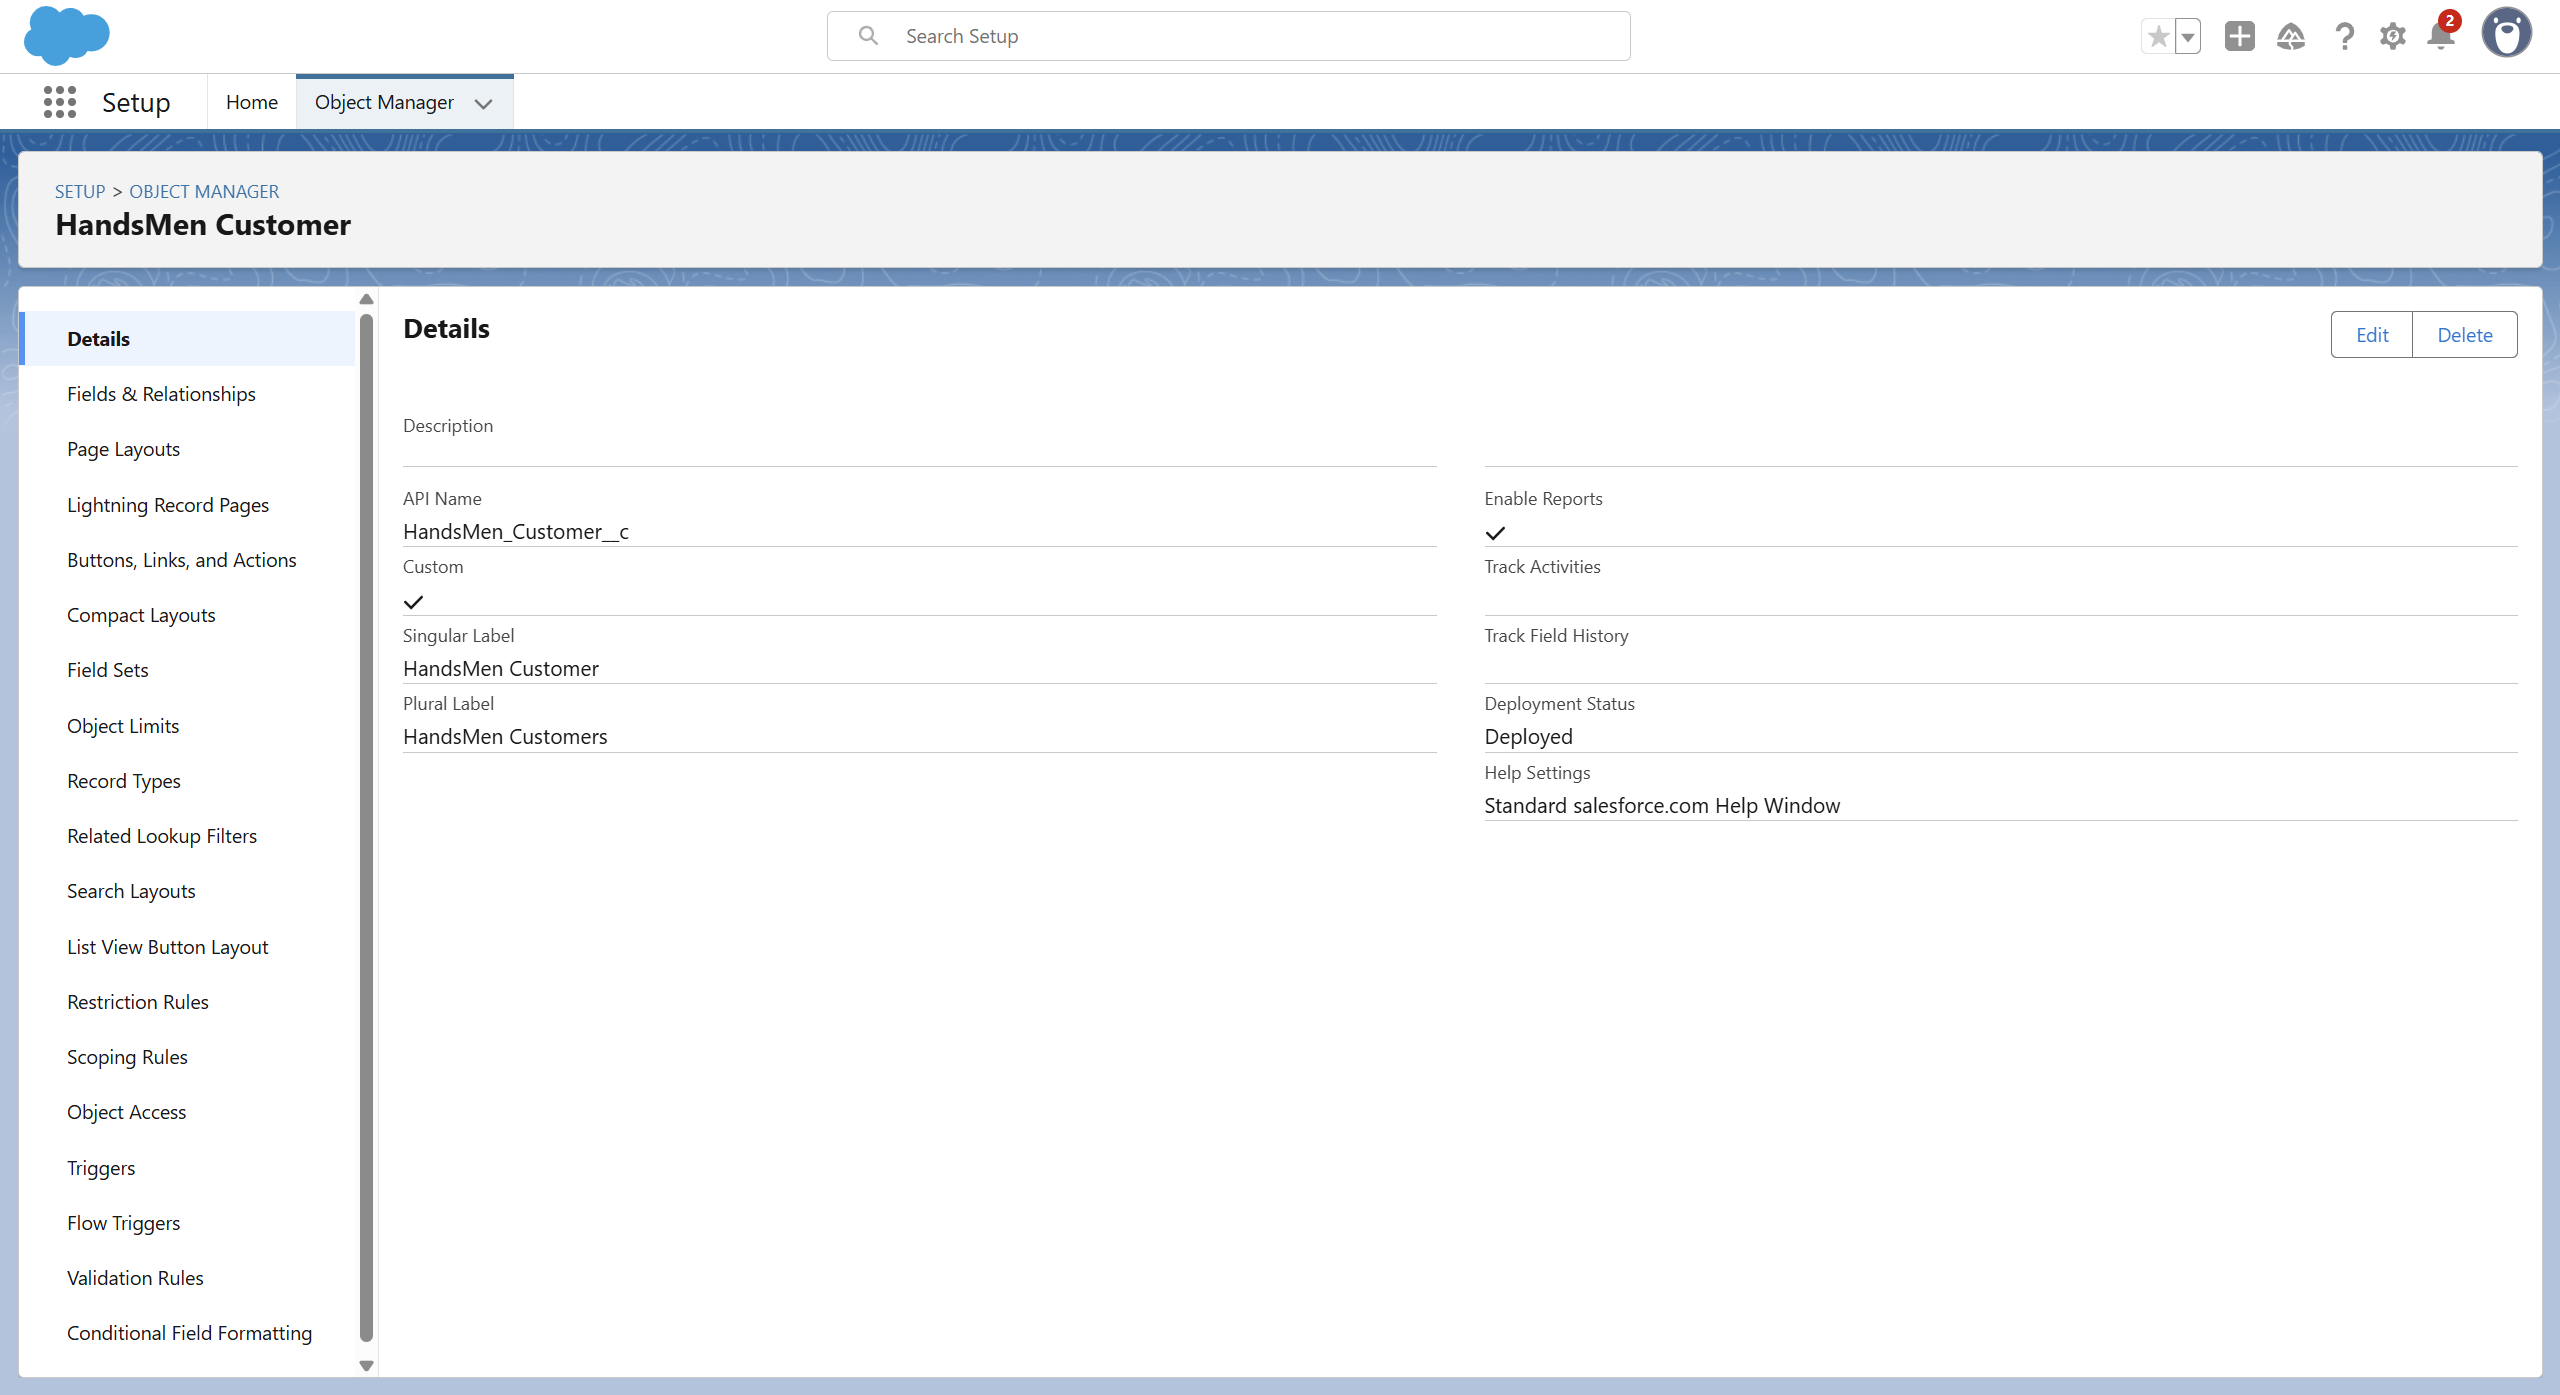 Search Setup
2
Setup
Home
Object Manager
SETUP > OBJECT MANAGER
HandsMen Customer
Details
Fields & Relationships
Page Layouts
Lightning Record Pages
Buttons, Links, and Actions
Compact Layouts
Field Sets
Object Limits
Record Types
Related Lookup Filters
Search Layouts
List View Button Layout
Restriction Rules
Scoping Rules
Object Access
Triggers
Flow Triggers
Validation Rules
Conditional Field Formatting
Details
Edit
Delete
Description
API Name
HandsMen_Customer__c
Custom
Singular Label
HandsMen Customer
Plural Label
HandsMen Customers
Enable Reports
Track Activities
Track Field History
Deployment Status
Deployed
Help Settings
Standard salesforce.com Help Window